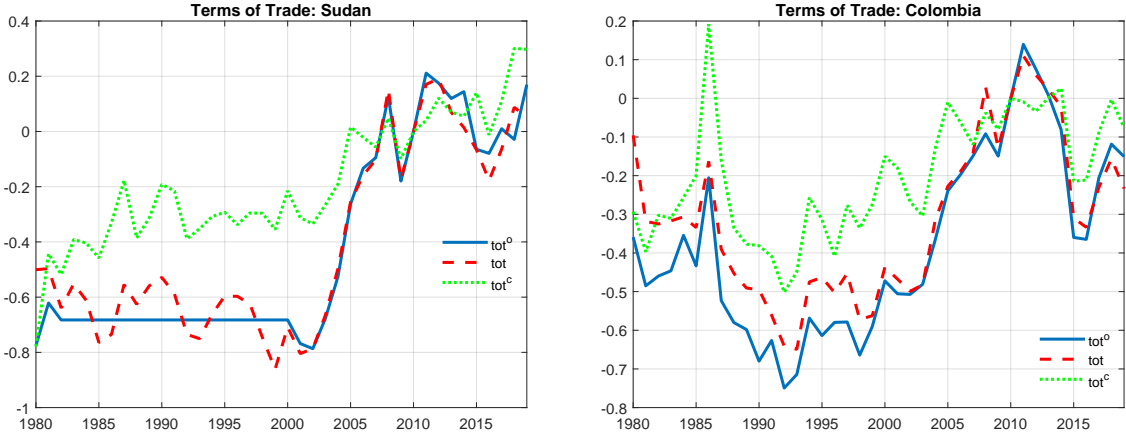 Terms of Trade: Sudan
0.4
0.2
0
-0.2
-0.4
-0.6
-0.8
-1
1980 1985 1990 1995 2000 2005 2010 2015
tot^o
tot
tot^c
Terms of Trade: Colombia
0.2
0.1
0
-0.1
-0.2
-0.3
-0.4
-0.5
-0.6
-0.7
-0.8
1980 1985 1990 1995 2000 2005 2010 2015
tot^o
tot
tot^c